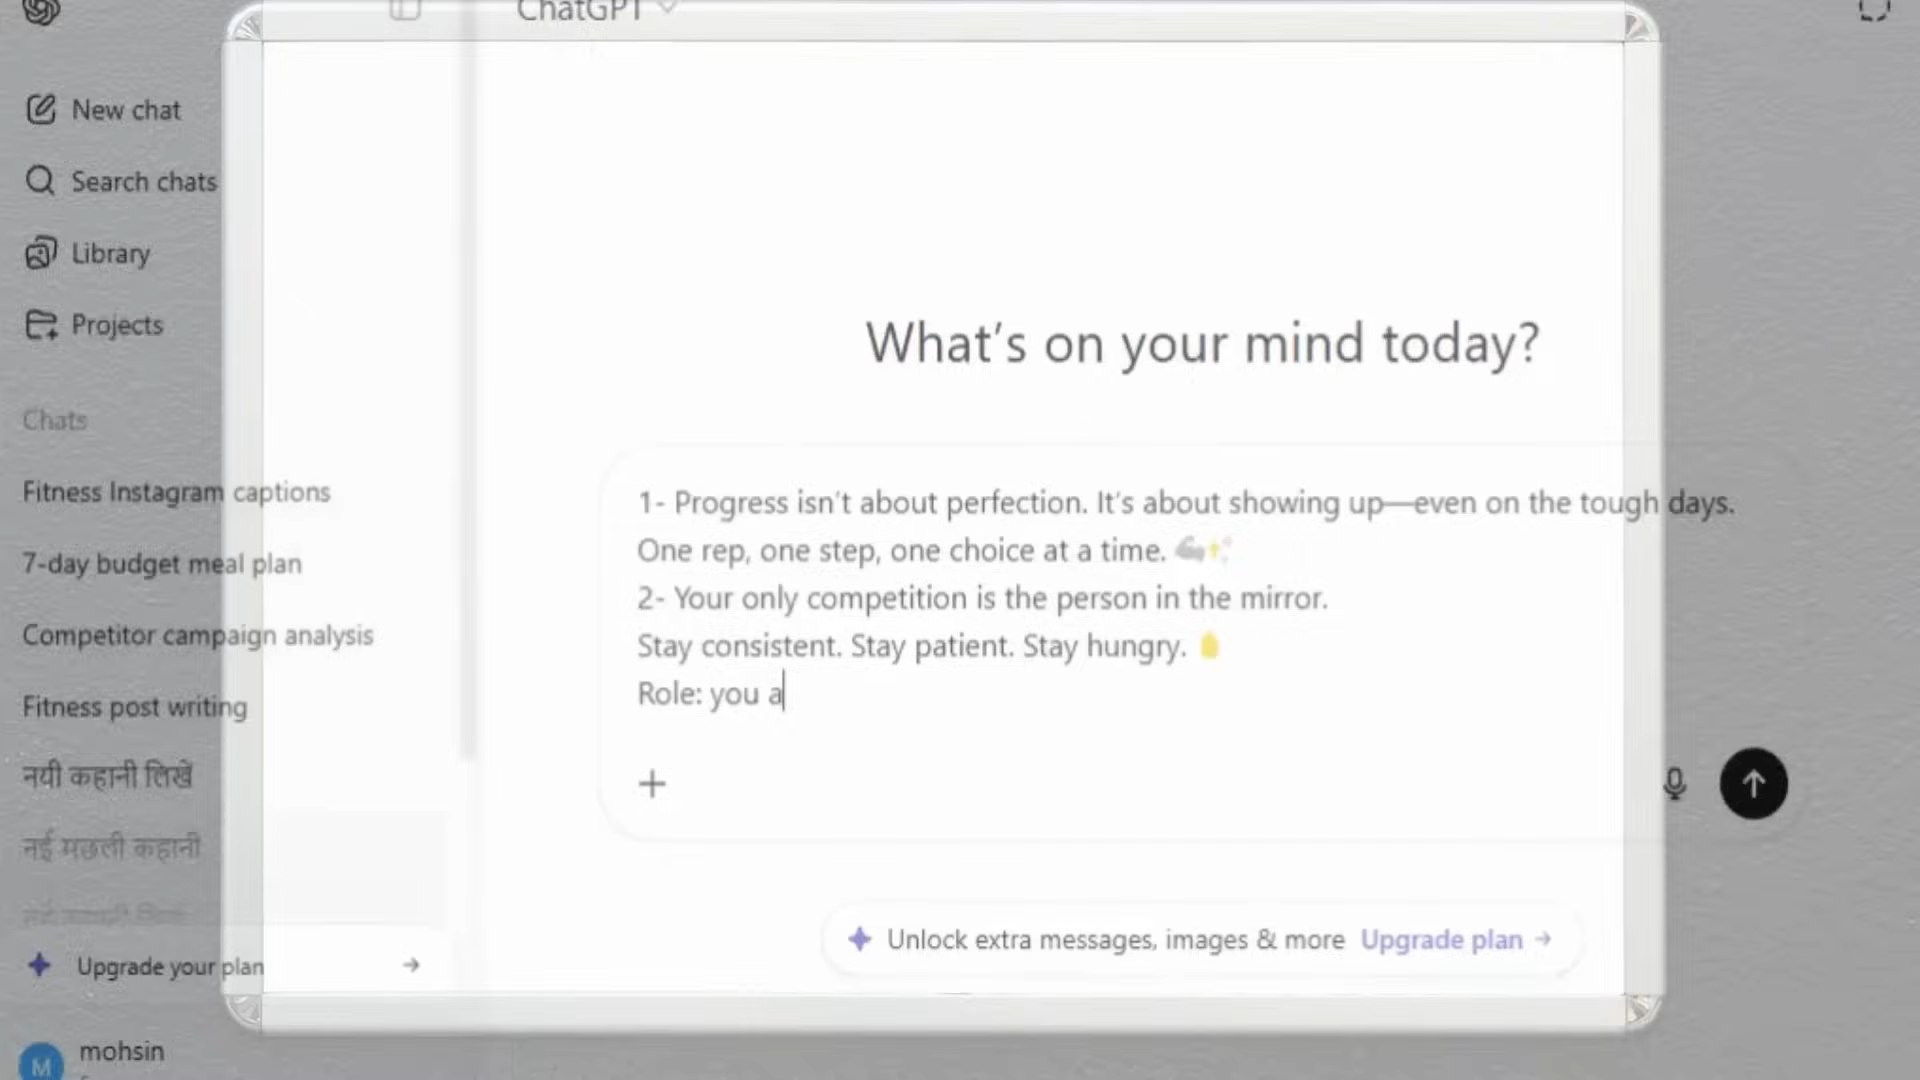 ChatGPT
New chat
Search chats
Library
Projects
Chats
Fitness Instagram captions
7-day budget meal plan
Competitor campaign analysis
Fitness post writing
नयी कहानी लिखें
नई मछली कहानी
Upgrade your plan
M
mohsin
What's on your mind today?
1- Progress isn't about perfection. It's about showing up—even on the tough days.
One rep, one step, one choice at a time. 💪✨
2- Your only competition is the person in the mirror.
Stay consistent. Stay patient. Stay hungry.
Role: you a
Unlock extra messages, images & more Upgrade plan